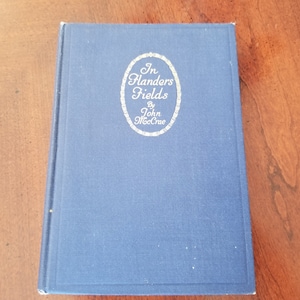 In
Flanders
Fields
By
John
McCrae